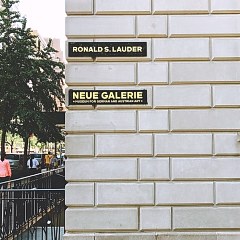 RONALD S. LAUDER
NEUE GALERIE
MUSEUM FOR GERMAN AND AUSTRIAN ART